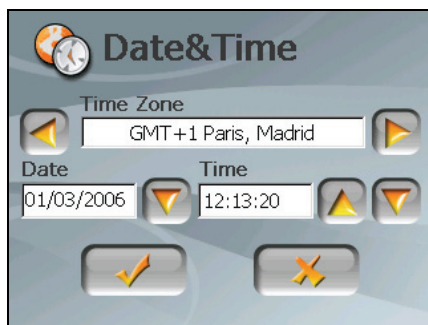 Date&Time
Time Zone
GMT+1 Paris, Madrid
Date Time
01/03/2006 12:13:20